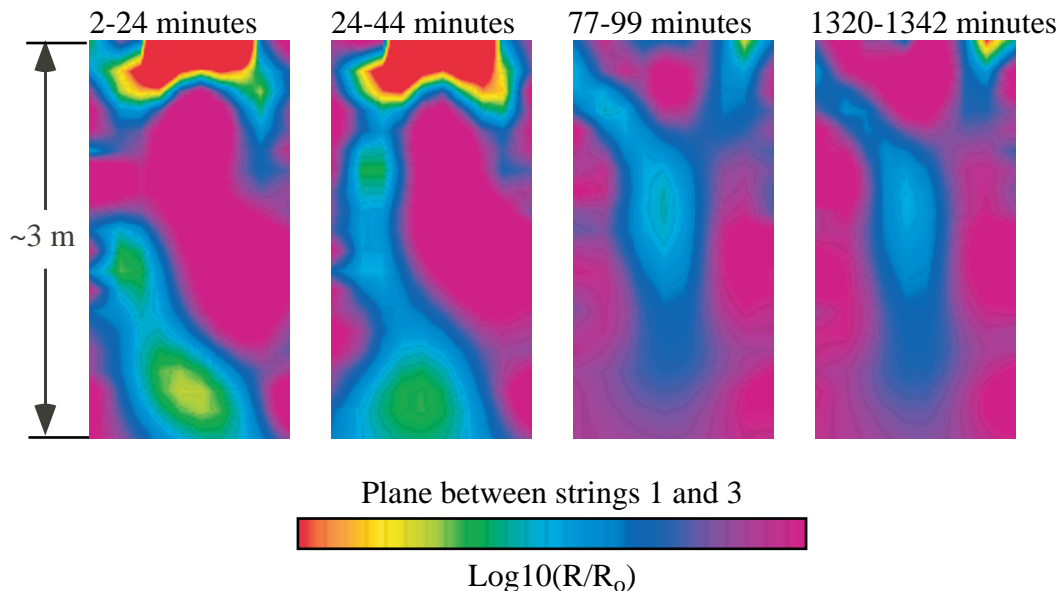 2-24 minutes 24-44 minutes 77-99 minutes 1320-1342 minutes
~3 m
Plane between strings 1 and 3
Log10(R/Ro)